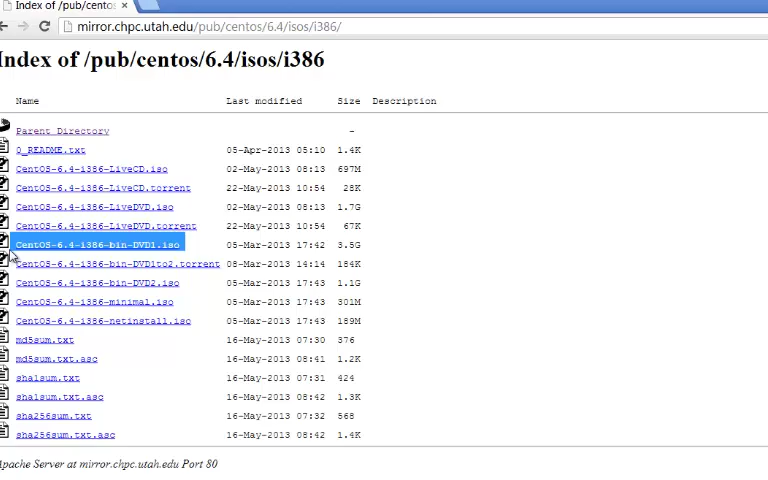 Index of /pub/centos/6.4/isos/i386
Index of /pub/cento ×
mirror.chpc.utah.edu/pub/centos/6.4/isos/i386/
Name Last modified Size Description
Parent Directory -
0_README.txt 05-Apr-2013 05:10 1.4K
CentOS-6.4-i386-LiveCD.iso 02-May-2013 08:13 697M
CentOS-6.4-i386-LiveCD.torrent 22-May-2013 10:54 28K
CentOS-6.4-i386-LiveDVD.iso 02-May-2013 08:13 1.7G
CentOS-6.4-i386-LiveDVD.torrent 22-May-2013 10:54 67K
CentOS-6.4-i386-bin-DVD1.iso 05-Mar-2013 17:42 3.5G
CentOS-6.4-i386-bin-DVD1to2.torrent 08-Mar-2013 14:14 184K
CentOS-6.4-i386-bin-DVD2.iso 05-Mar-2013 17:43 1.1G
CentOS-6.4-i386-minimal.iso 05-Mar-2013 17:43 301M
CentOS-6.4-i386-netinstall.iso 05-Mar-2013 17:43 189M
md5sum.txt 16-May-2013 07:30 376
md5sum.txt.asc 16-May-2013 08:41 1.2K
sha1sum.txt 16-May-2013 07:31 424
sha1sum.txt.asc 16-May-2013 08:42 1.3K
sha256sum.txt 16-May-2013 07:32 568
sha256sum.txt.asc 16-May-2013 08:42 1.4K
Apache Server at mirror.chpc.utah.edu Port 80